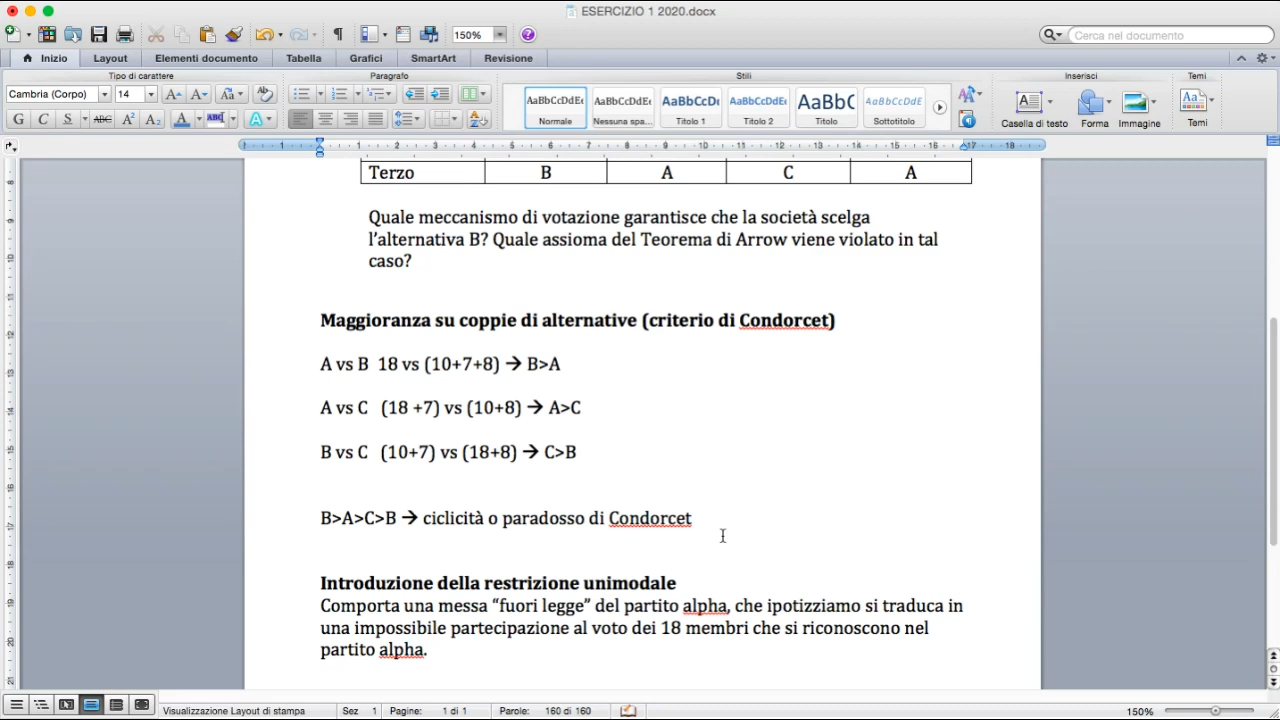 ESERCIZIO 1 2020.docx
150%
Cerca nel documento
Inizio Layout Elementi documento Tabella Grafici SmartArt Revisione
Tipo di carattere Paragrafo Stili Inserisci Temi
Cambria (Corpo) 14
AaBbCcDdEe AaBbCcDdEe AaBbCcDd AaBbCcDdEe AaBbC AaBbCcDdE
Normale Nessuna spa... Titolo 1 Titolo 2 Titolo Sottotitolo
Casella di testo Forma Immagine Temi
Terzo B A C A
Quale meccanismo di votazione garantisce che la società scelga
l’alternativa B? Quale assioma del Teorema di Arrow viene violato in tal
caso?
Maggioranza su coppie di alternative (criterio di Condorcet)
A vs B 18 vs (10+7+8) → B>A
A vs C (18 +7) vs (10+8) → A>C
B vs C (10+7) vs (18+8) → C>B
B>A>C>B → ciclicità o paradosso di Condorcet
Introduzione della restrizione unimodale
Comporta una messa “fuori legge” del partito alpha, che ipotizziamo si traduca in
una impossibile partecipazione al voto dei 18 membri che si riconoscono nel
partito alpha.
Visualizzazione Layout di stampa Sez 1 Pagine: 1 di 1 Parole: 160 di 160 150%